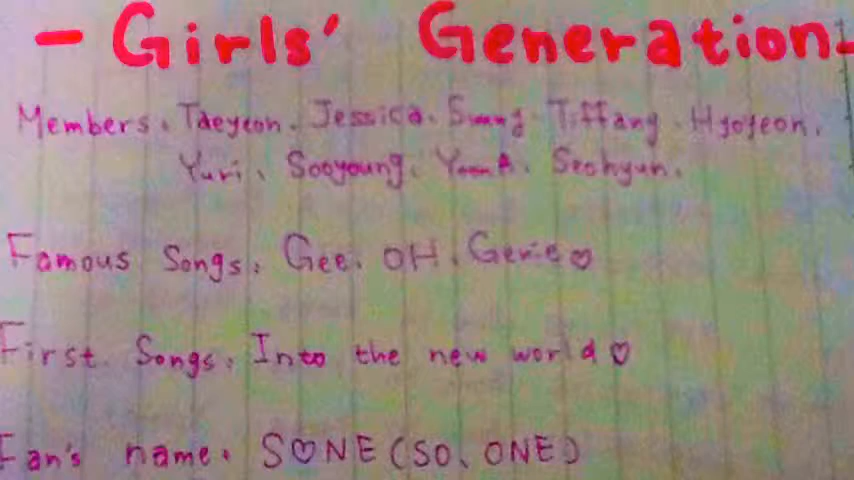 - Girls' Generation -
Members. Taeyeon. Jessica. Sunny. Tiffany. Hyoyeon.
Yuri. Sooyoung. YoonA. Seohyun.
Famous Songs. Gee. OH. Genie♡
First Songs. Into the new world♡
Fan's name. S♡NE(SO. ONE)